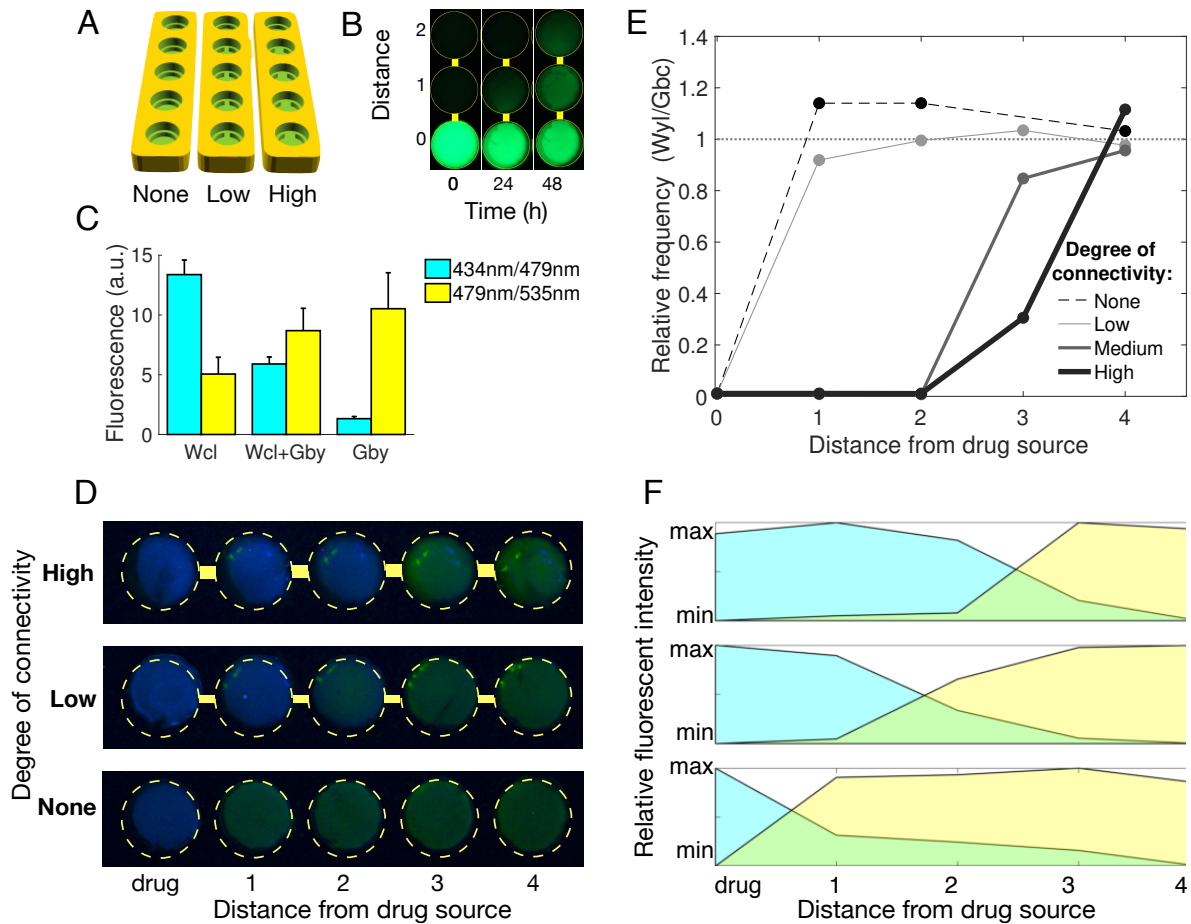 A
None Low High
B
Distance
2
1
0
0 24 48
Time (h)
C
Fluorescence (a.u.)
15
10
5
0
Wcl Wcl+Gby Gby
434nm/479nm
479nm/535nm
D
Degree of connectivity
High
Low
None
drug 1 2 3 4
Distance from drug source
E
Relative frequency (Wyl/Gbc)
1.4
1.2
1
0.8
0.6
0.4
0.2
0
0 1 2 3 4
Distance from drug source
Degree of
connectivity:
None
Low
Medium
High
F
Relative fluorescent intensity
max
min
max
min
max
min
drug 1 2 3 4
Distance from drug source